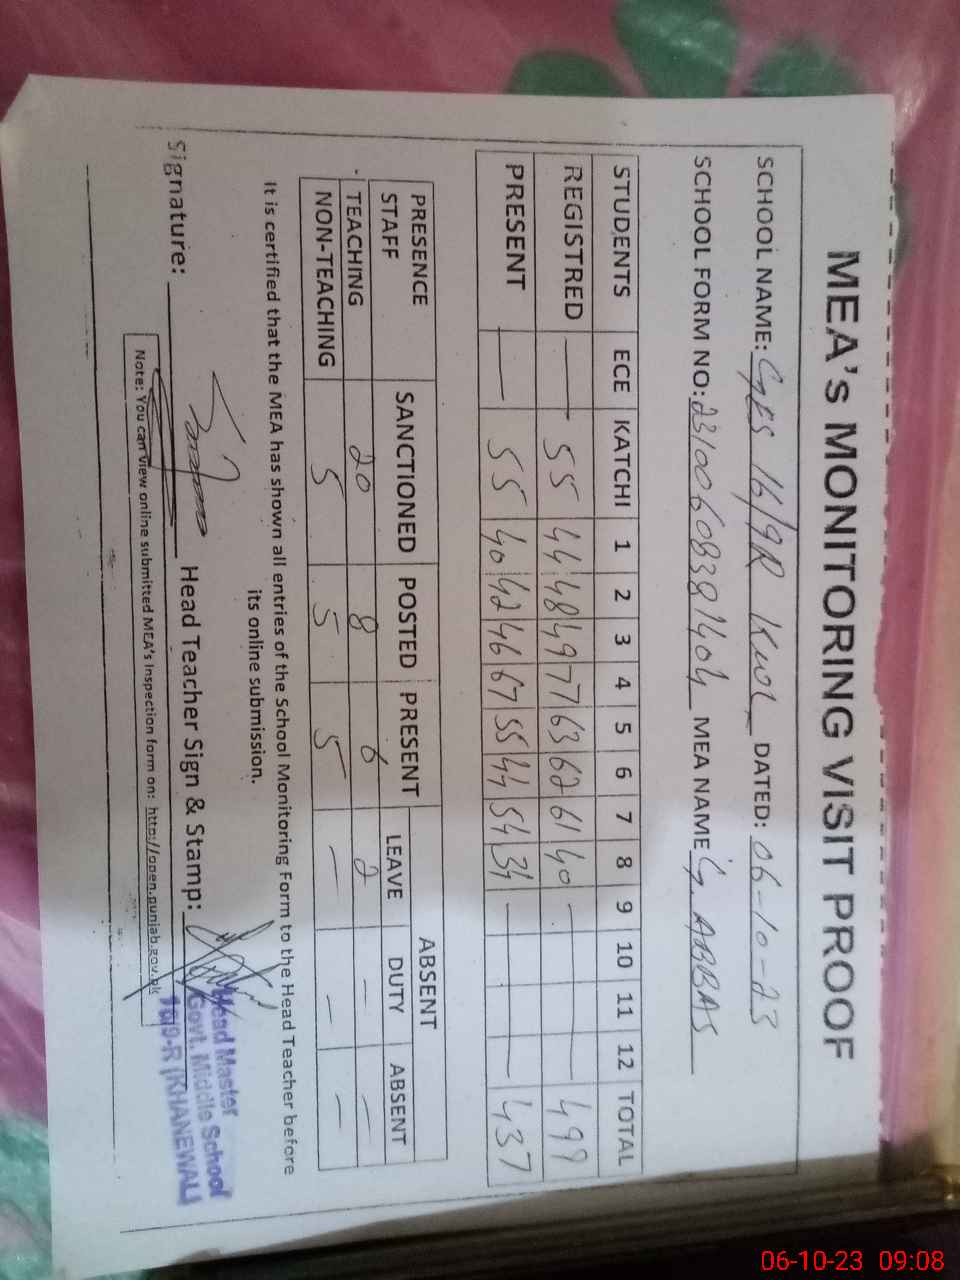 MEA's MONITORING VISIT PROOF
SCHOOL NAME: GES 16/9R KWL DATED: 06-10-23
SCHOOL FORM NO: 23100608381404 MEA NAME G. ABBAS
STUDENTS ECE KATCHI 1 2 3 4 5 6 7 8 9 10 11 12 TOTAL
REGISTRED — 55 44 48 49 77 63 62 61 40 — 499
PRESENT — 55 40 42 46 67 55 44 54 34 — 437
PRESENCE SANCTIONED POSTED PRESENT ABSENT
STAFF LEAVE DUTY ABSENT
TEACHING 20 8 6 2 — —
NON-TEACHING 5 5 5 — — —
It is certified that the MEA has shown all entries of the School Monitoring Form to the Head Teacher before
its online submission.
Signature: Head Teacher Sign & Stamp:
Head Master
Govt. Middle School
16/9-R (KHANEWAL)
Note: You can view online submitted MEA's Inspection form on: http://open.punjab.gov.pk
06-10-23 09:08